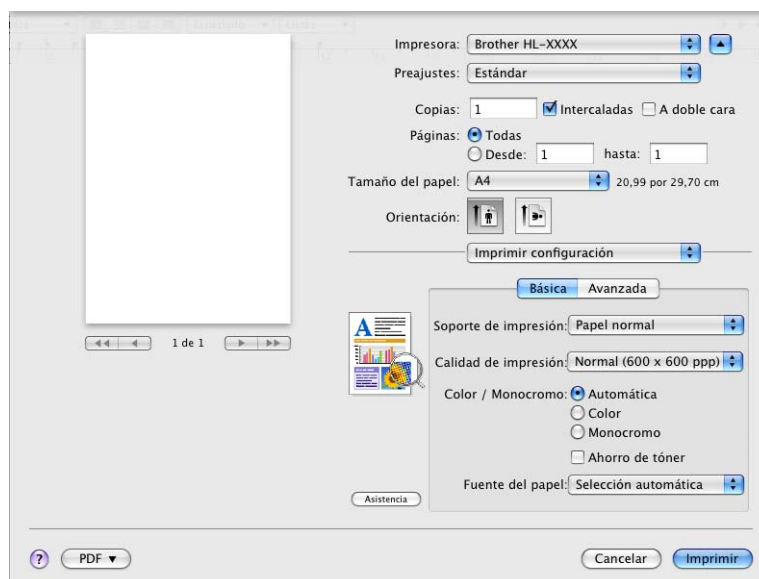 Impresora: Brother HL-XXXX
Preajustes: Estándar
Copias: 1 Intercaladas A doble cara
Páginas: Todas
Desde: 1 hasta: 1
Tamaño del papel: A4 20,99 por 29,70 cm
Orientación:
Imprimir configuración
Básica Avanzada
Soporte de impresión: Papel normal
1 de 1
Calidad de impresión: Normal (600 x 600 ppp)
Color / Monocromo: Automática
Color
Monocromo
Ahorro de tóner
Fuente del papel: Selección automática
Asistencia
? PDF ▼ Cancelar Imprimir